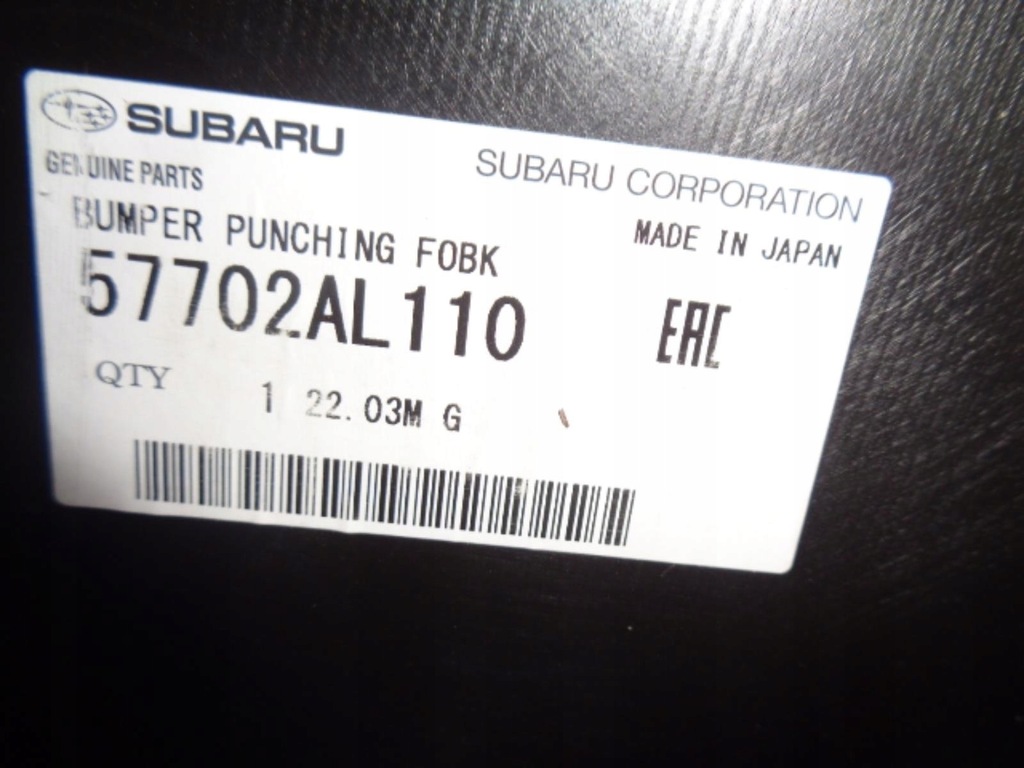 SUBARU
GENUINE PARTS
SUBARU CORPORATION
BUMPER PUNCHING FOBK
MADE IN JAPAN
57702AL110
EAC
QTY 1 22.03M G